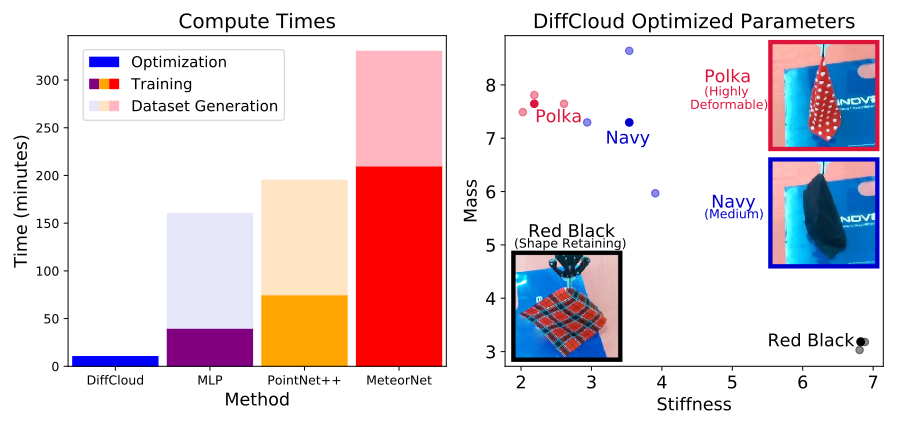 Compute Times
Optimization
Training
Dataset Generation
300
250
200
150
100
50
0
Time (minutes)
DiffCloud
MLP
PointNet++
MeteorNet
Method
DiffCloud Optimized Parameters
8
7
6
5
4
3
Mass
Polka
(Highly
Deformable)
Polka
Navy
Navy
(Medium)
Red Black
(Shape Retaining)
Red Black
2
3
4
5
6
7
Stiffness